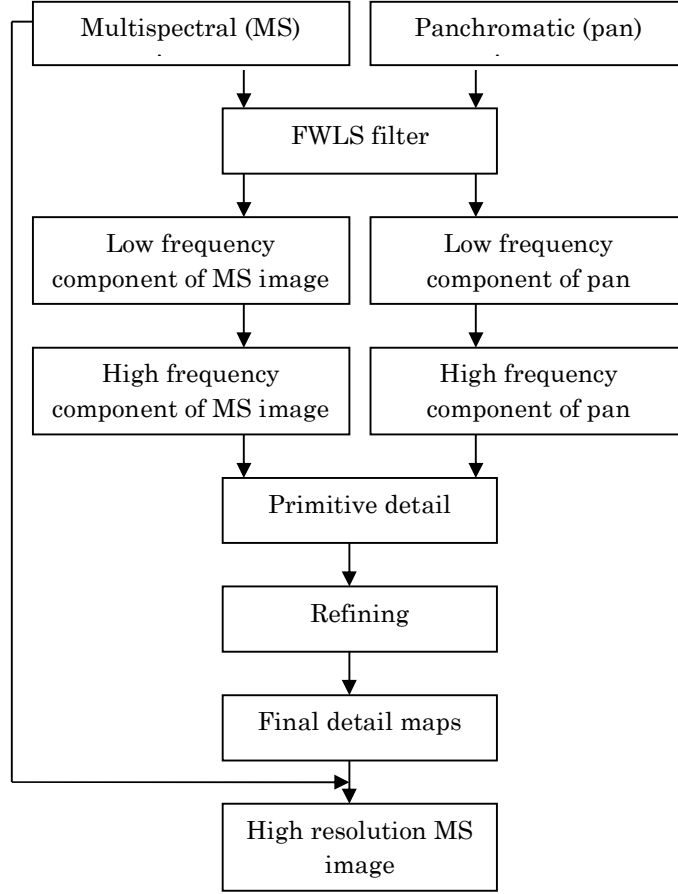 Multispectral (MS)
Panchromatic (pan)
FWLS filter
Low frequency
component of MS image
Low frequency
component of pan
High frequency
component of MS image
High frequency
component of pan
Primitive detail
Refining
Final detail maps
High resolution MS
image